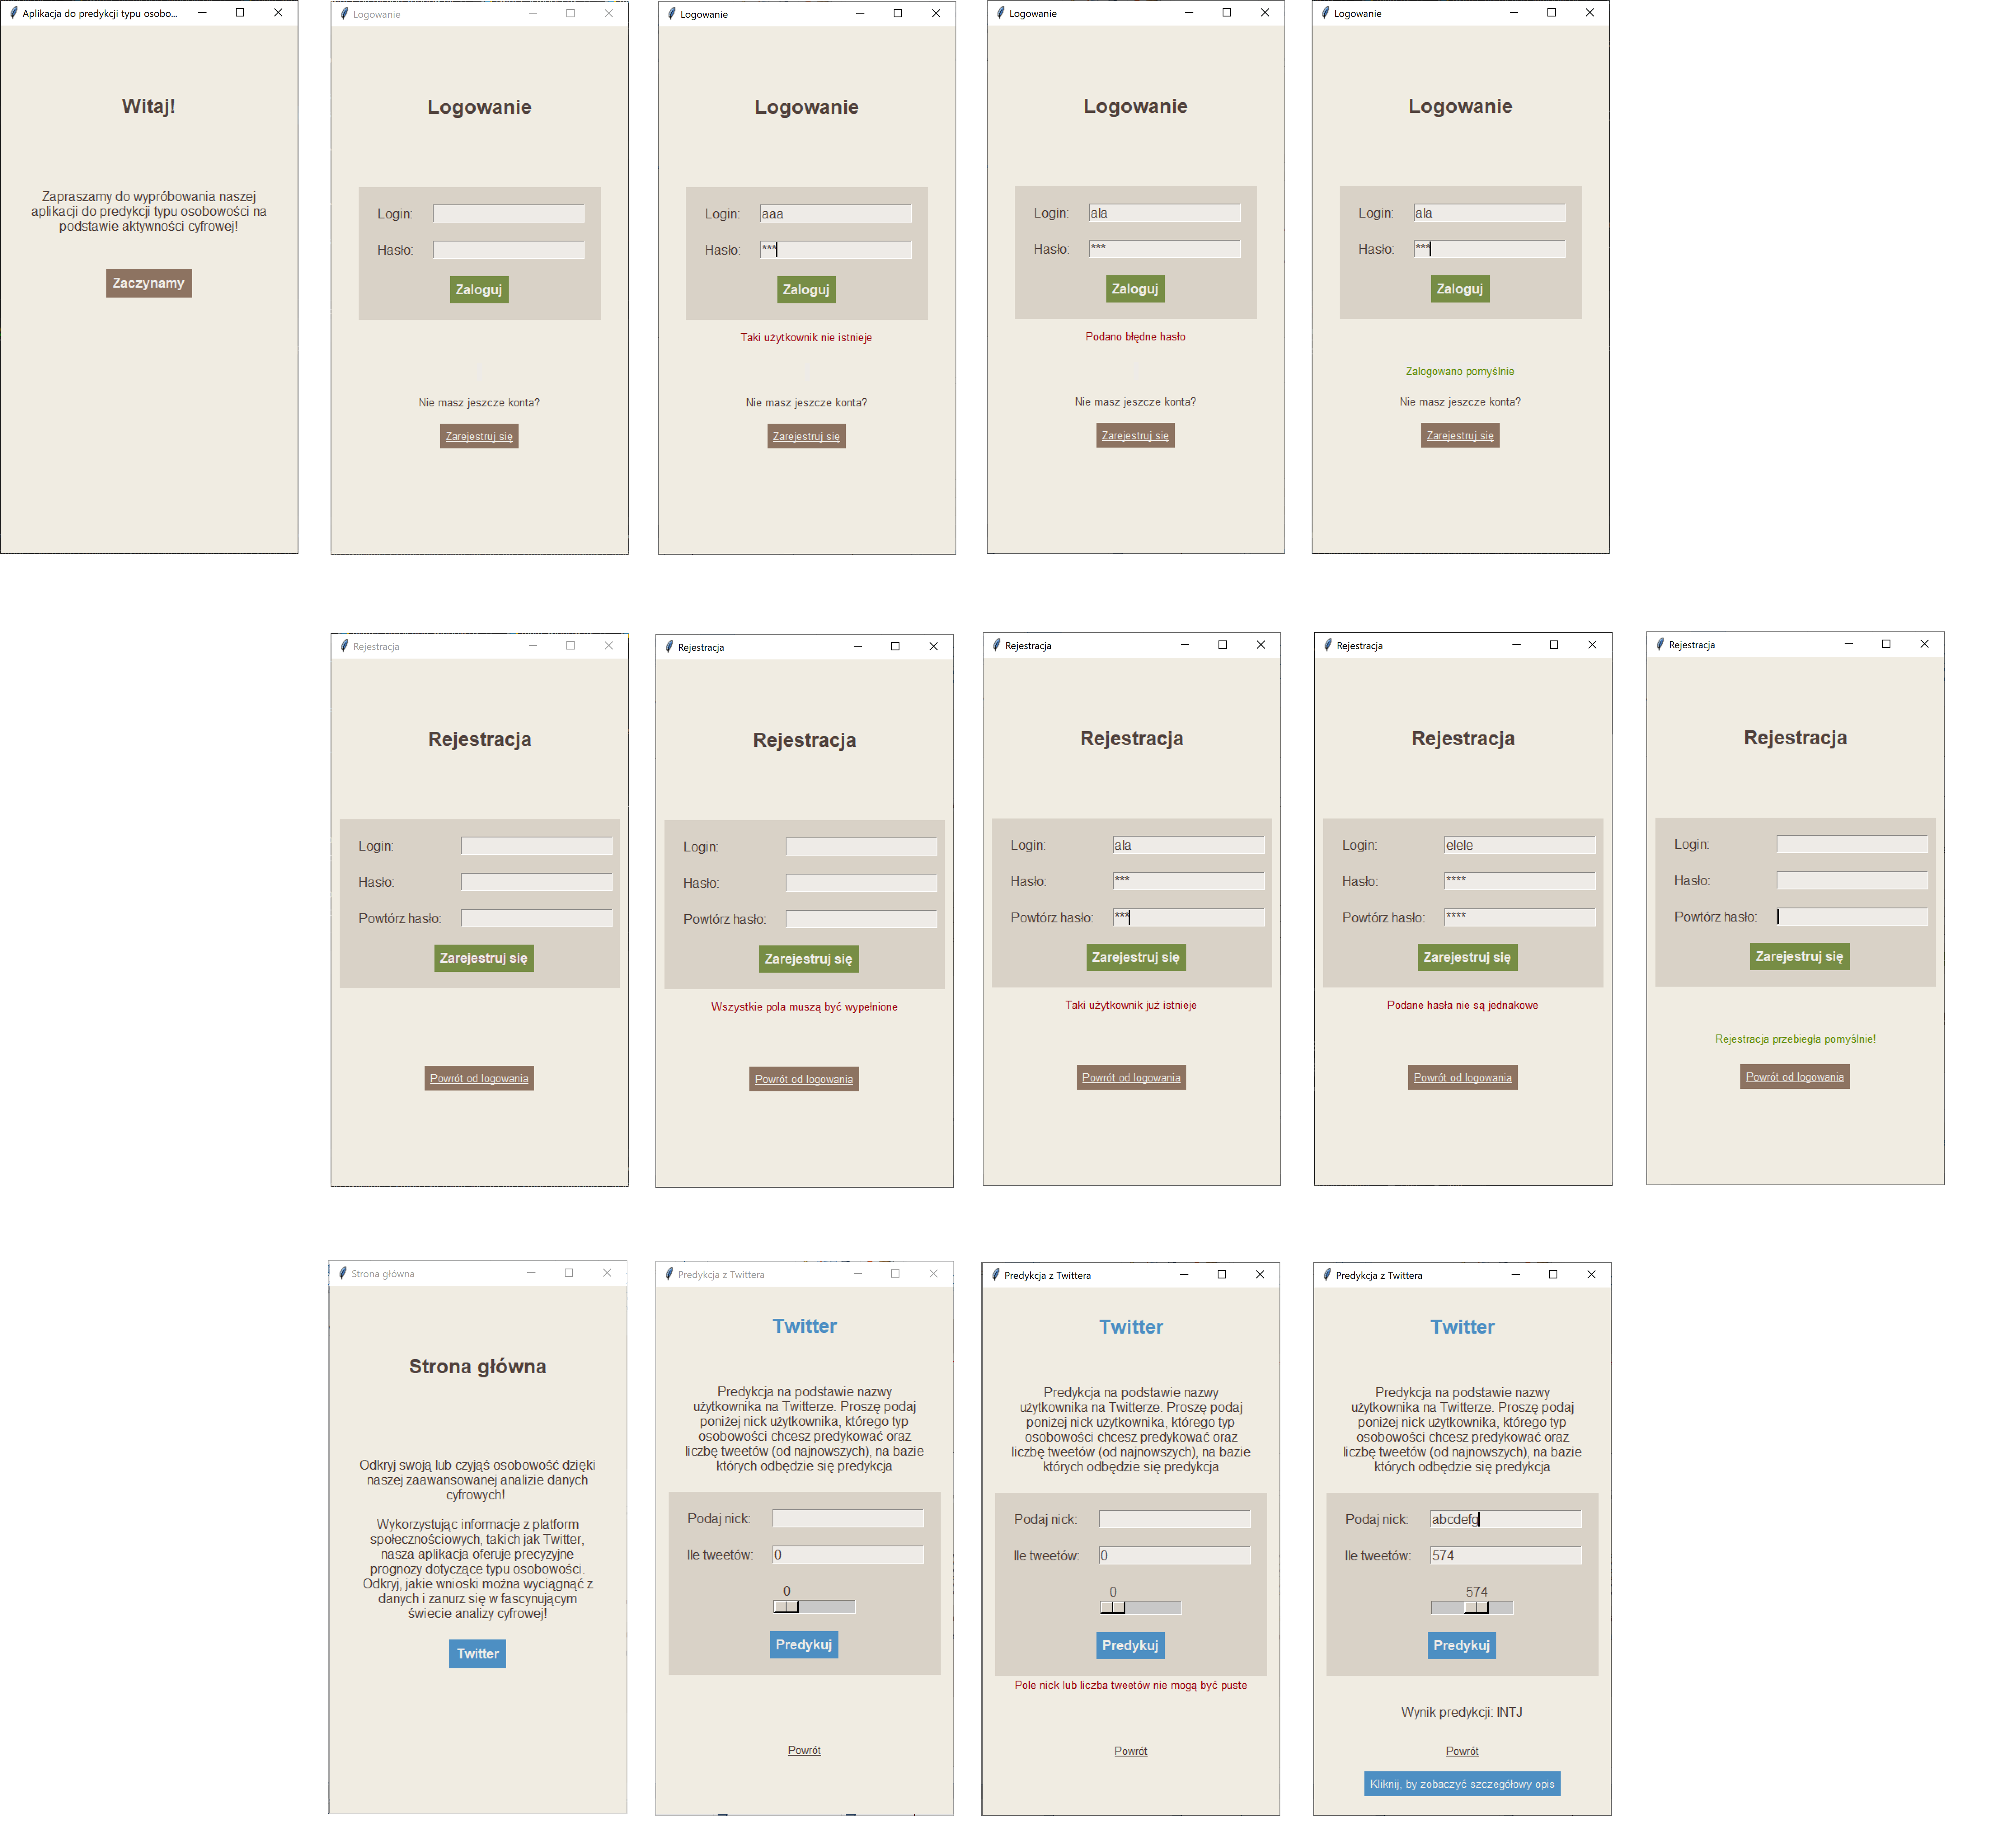 Aplikacja do predykcji typu osobo...
Witaj!
Zapraszamy do wypróbowania naszej
aplikacji do predykcji typu osobowości na
podstawie aktywności cyfrowej!
Zaczynamy
Logowanie
Logowanie
Login:
Hasło:
Zaloguj
Nie masz jeszcze konta?
Zarejestruj się
Logowanie
Logowanie
Login: aaa
Hasło: ***
Zaloguj
Taki użytkownik nie istnieje
Nie masz jeszcze konta?
Zarejestruj się
Logowanie
Logowanie
Login: ala
Hasło: ***
Zaloguj
Podano błędne hasło
Nie masz jeszcze konta?
Zarejestruj się
Logowanie
Logowanie
Login: ala
Hasło: ***
Zaloguj
Zalogowano pomyślnie
Nie masz jeszcze konta?
Zarejestruj się
Rejestracja
Rejestracja
Login:
Hasło:
Powtórz hasło:
Zarejestruj się
Powrót od logowania
Rejestracja
Rejestracja
Login:
Hasło:
Powtórz hasło:
Zarejestruj się
Wszystkie pola muszą być wypełnione
Powrót od logowania
Rejestracja
Rejestracja
Login: ala
Hasło: ***
Powtórz hasło: ***
Zarejestruj się
Taki użytkownik już istnieje
Powrót od logowania
Rejestracja
Rejestracja
Login: elele
Hasło: ****
Powtórz hasło: ****
Zarejestruj się
Podane hasła nie są jednakowe
Powrót od logowania
Rejestracja
Rejestracja
Login:
Hasło:
Powtórz hasło:
Zarejestruj się
Rejestracja przebiegła pomyślnie!
Powrót od logowania
Strona główna
Strona główna
Odkryj swoją lub czyjąś osobowość dzięki
naszej zaawansowanej analizie danych
cyfrowych!
Wykorzystując informacje z platform
społecznościowych, takich jak Twitter,
nasza aplikacja oferuje precyzyjne
prognozy dotyczące typu osobowości.
Odkryj, jakie wnioski można wyciągnąć z
danych i zanurz się w fascynującym
świecie analizy cyfrowej!
Twitter
Predykcja z Twittera
Twitter
Predykcja na podstawie nazwy
użytkownika na Twitterze. Proszę podaj
poniżej nick użytkownika, którego typ
osobowości chcesz predykować oraz
liczbę tweetów (od najnowszych), na bazie
których odbędzie się predykcja
Podaj nick:
Ile tweetów: 0
0
Predykuj
Powrót
Predykcja z Twittera
Twitter
Predykcja na podstawie nazwy
użytkownika na Twitterze. Proszę podaj
poniżej nick użytkownika, którego typ
osobowości chcesz predykować oraz
liczbę tweetów (od najnowszych), na bazie
których odbędzie się predykcja
Podaj nick:
Ile tweetów: 0
0
Predykuj
Pole nick lub liczba tweetów nie mogą być puste
Powrót
Predykcja z Twittera
Twitter
Predykcja na podstawie nazwy
użytkownika na Twitterze. Proszę podaj
poniżej nick użytkownika, którego typ
osobowości chcesz predykować oraz
liczbę tweetów (od najnowszych), na bazie
których odbędzie się predykcja
Podaj nick: abcdefg
Ile tweetów: 574
574
Predykuj
Wynik predykcji: INTJ
Powrót
Kliknij, by zobaczyć szczegółowy opis